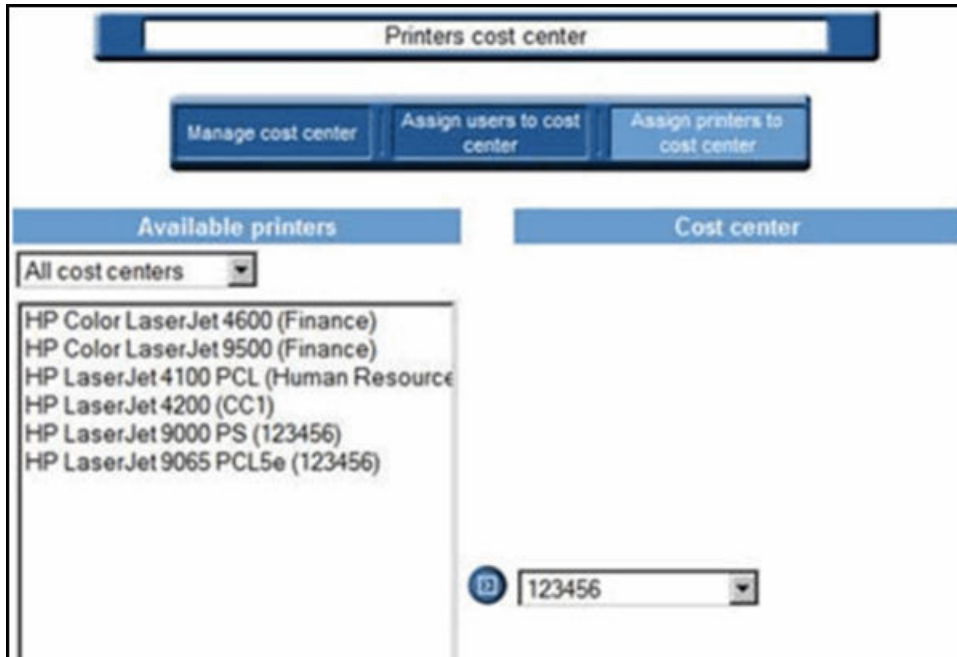 Printers cost center
Manage cost center
Assign users to cost
center
Assign printers to
cost center
Available printers
Cost center
All cost centers
HP Color LaserJet 4600 (Finance)
HP Color LaserJet 9500 (Finance)
HP LaserJet 4100 PCL (Human Resource
HP LaserJet 4200 (CC1)
HP LaserJet 9000 PS (123456)
HP LaserJet 9065 PCL5e (123456)
123456